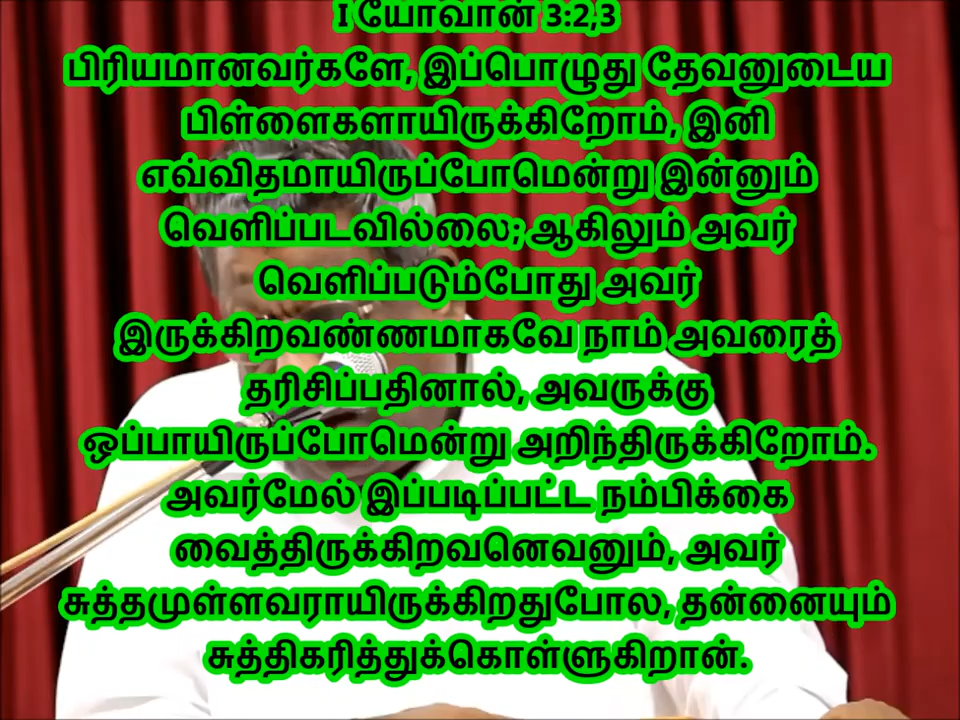 I யோவான் 3:2,3
பிரியமானவர்களே, இப்பொழுது தேவனுடைய
பிள்ளைகளாயிருக்கிறோம், இனி
எவ்விதமாயிருப்போமென்று இன்னும்
வெளிப்படவில்லை; ஆகிலும் அவர்
வெளிப்படும்போது அவர்
இருக்கிறவண்ணமாகவே நாம் அவரைத்
தரிசிப்பதினால், அவருக்கு
ஒப்பாயிருப்போமென்று அறிந்திருக்கிறோம்.
அவர்மேல் இப்படிப்பட்ட நம்பிக்கை
வைத்திருக்கிறவனெவனும், அவர்
சுத்தமுள்ளவராயிருக்கிறதுபோல, தன்னையும்
சுத்திகரித்துக்கொள்ளுகிறான்.